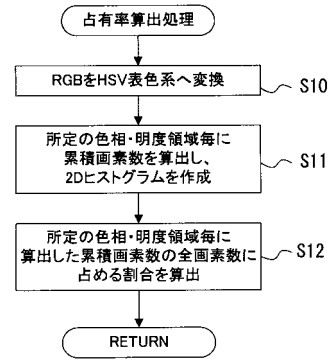 占有率算出処理
RGBをHSV表色系へ変換
S10
所定の色相・明度領域毎に
累積画素数を算出し、
2Dヒストグラムを作成
S11
所定の色相・明度領域毎に
算出した累積画素数の全画素数に
占める割合を算出
S12
RETURN